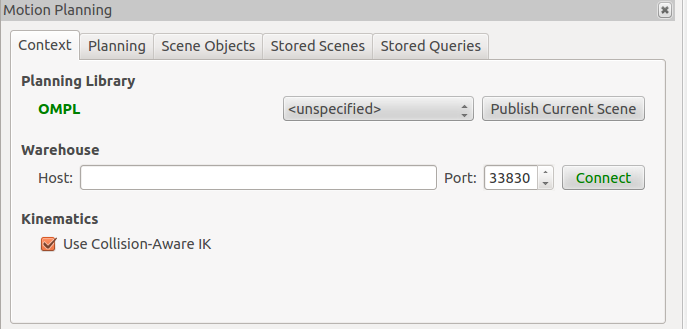 Motion Planning
Context Planning Scene Objects Stored Scenes Stored Queries
Planning Library
OMPL <unspecified> Publish Current Scene
Warehouse
Host: Port: 33830 Connect
Kinematics
Use Collision-Aware IK